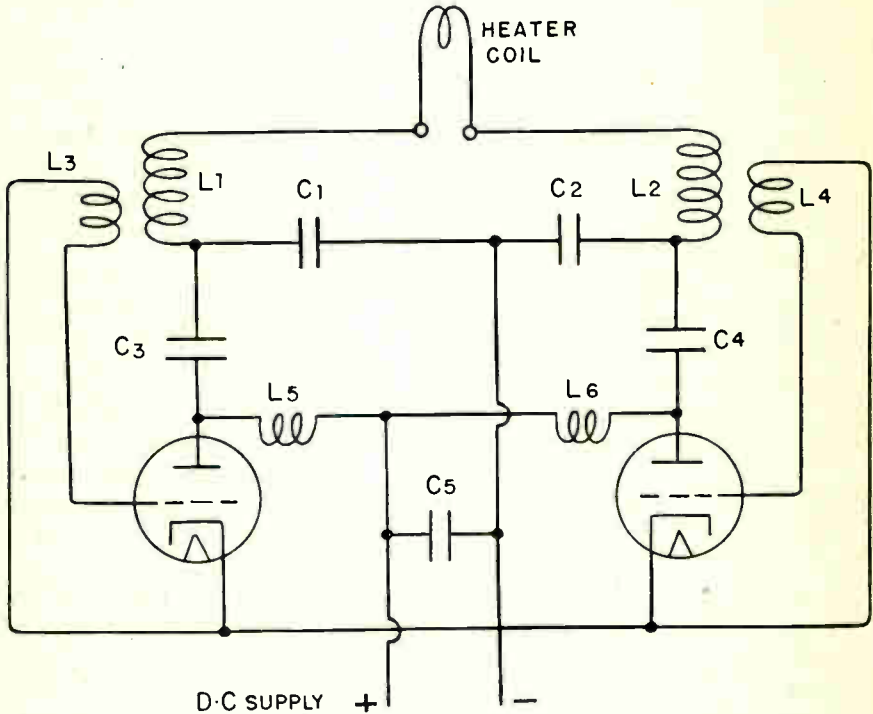 HEATER
COIL
L3
L1
C1
C2
L2
L4
C3
C4
L5
L6
C5
D·C SUPPLY + −